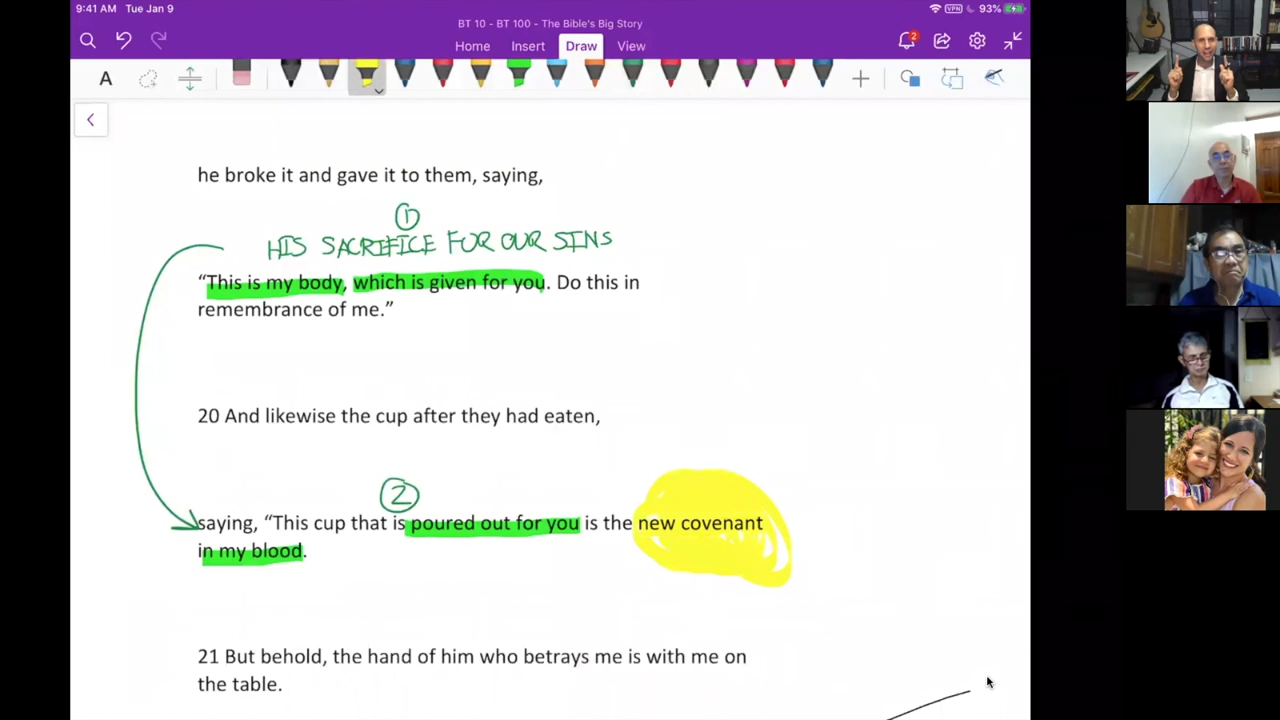 9:41 AM Tue Jan 9
VPN 93%
BT 10 - BT 100 - The Bible's Big Story
Home Insert Draw View
2
A
he broke it and gave it to them, saying,
1
HIS SACRIFICE FOR OUR SINS
“This is my body, which is given for you. Do this in
remembrance of me.”
20 And likewise the cup after they had eaten,
2
saying, “This cup that is poured out for you is the new covenant
in my blood.
21 But behold, the hand of him who betrays me is with me on
the table.